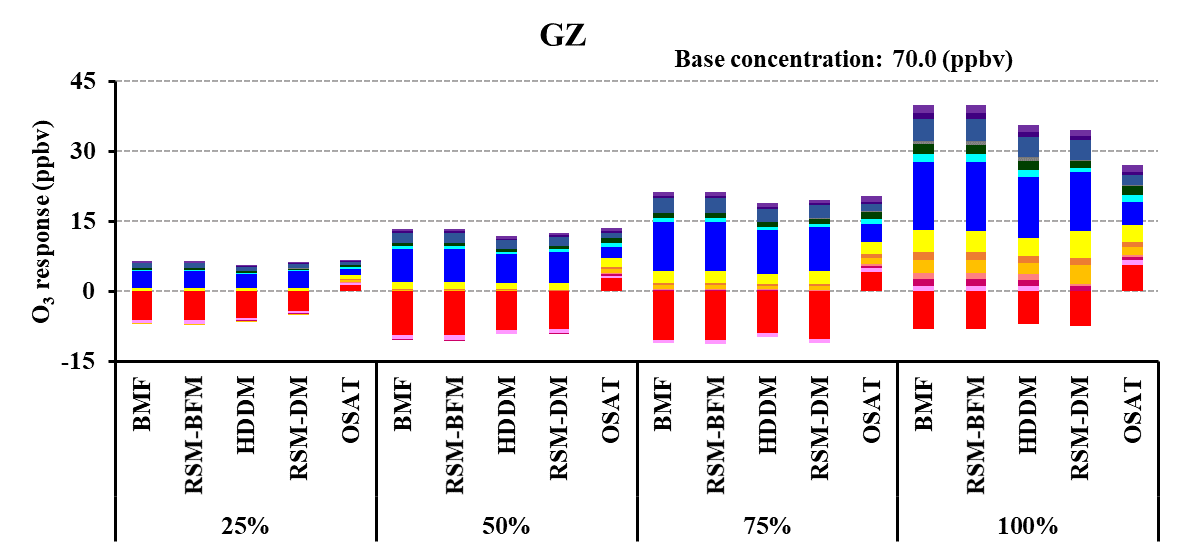 GZ
Base concentration: 70.0 (ppbv)
O3 response (ppbv)
45
30
15
0
-15
BMF
RSM-BFM
HDDM
RSM-DM
OSAT
BMF
RSM-BFM
HDDM
RSM-DM
OSAT
BMF
RSM-BFM
HDDM
RSM-DM
OSAT
BMF
RSM-BFM
HDDM
RSM-DM
OSAT
25%
50%
75%
100%